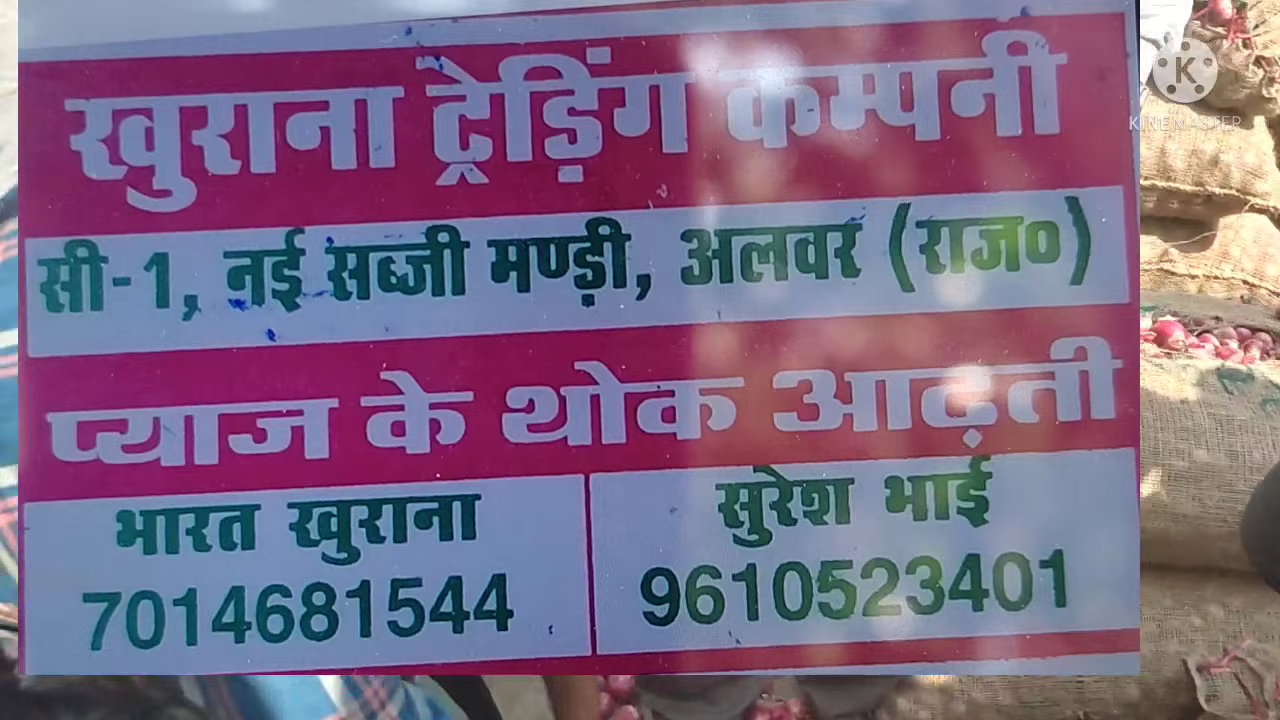 खुराना ट्रेडिंग कम्पनी
सी-1, नई सब्जी मण्ड़ी, अलवर (राज०)
प्याज के थोक आढ़ती
भारत खुराना
7014681544
सुरेश भाई
9610523401
K
KINEMASTER